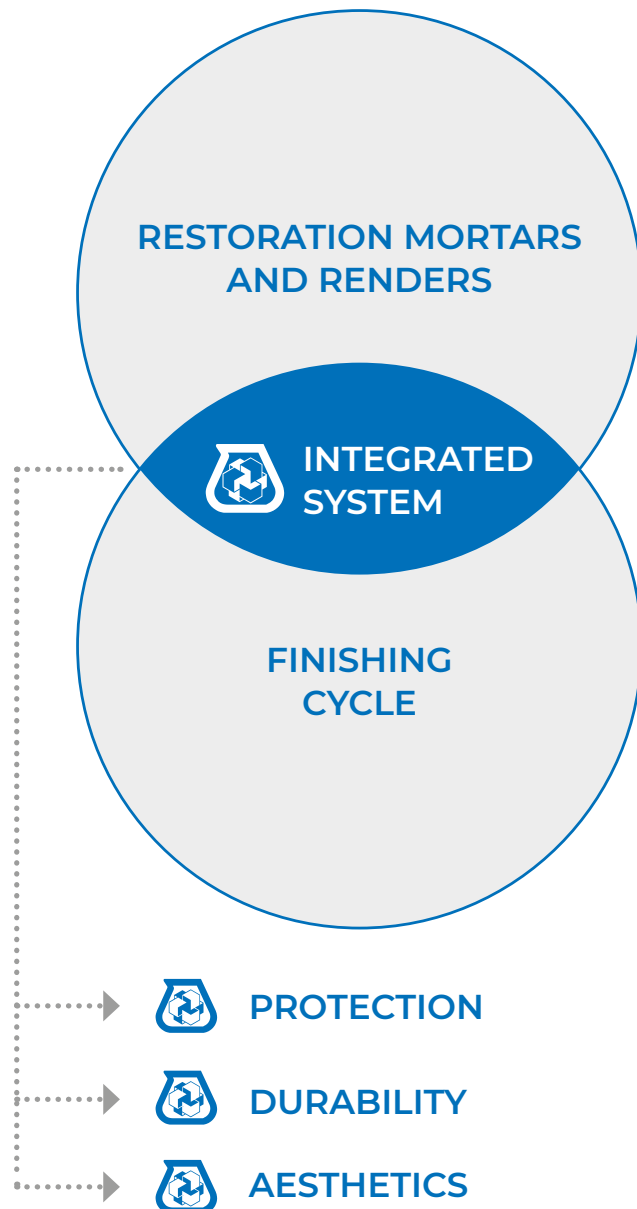 RESTORATION MORTARS
AND RENDERS
INTEGRATED
SYSTEM
FINISHING
CYCLE
PROTECTION
DURABILITY
AESTHETICS